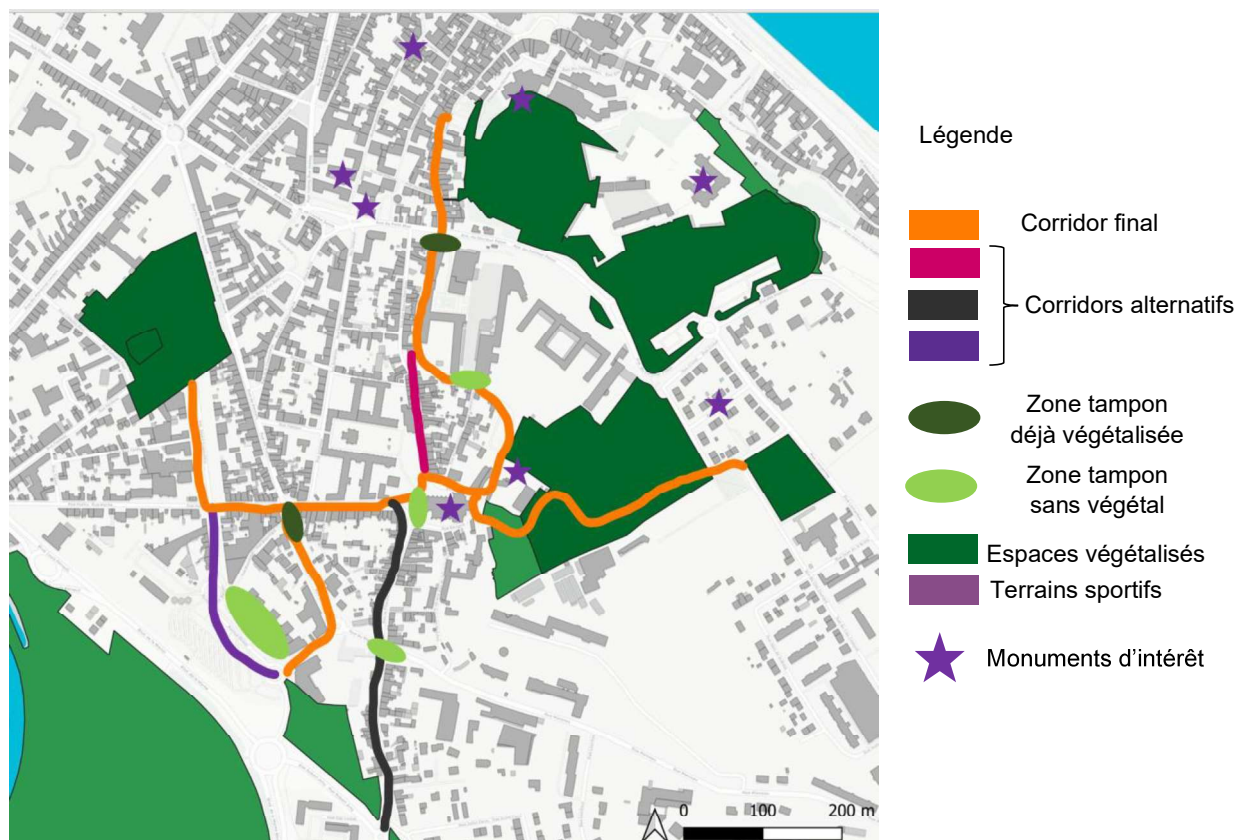 Légende
Corridor final
Corridors alternatifs
Zone tampon
déjà végétalisée
Zone tampon
sans végétal
Espaces végétalisés
Terrains sportifs
Monuments d'intérêt
0 100 200 m